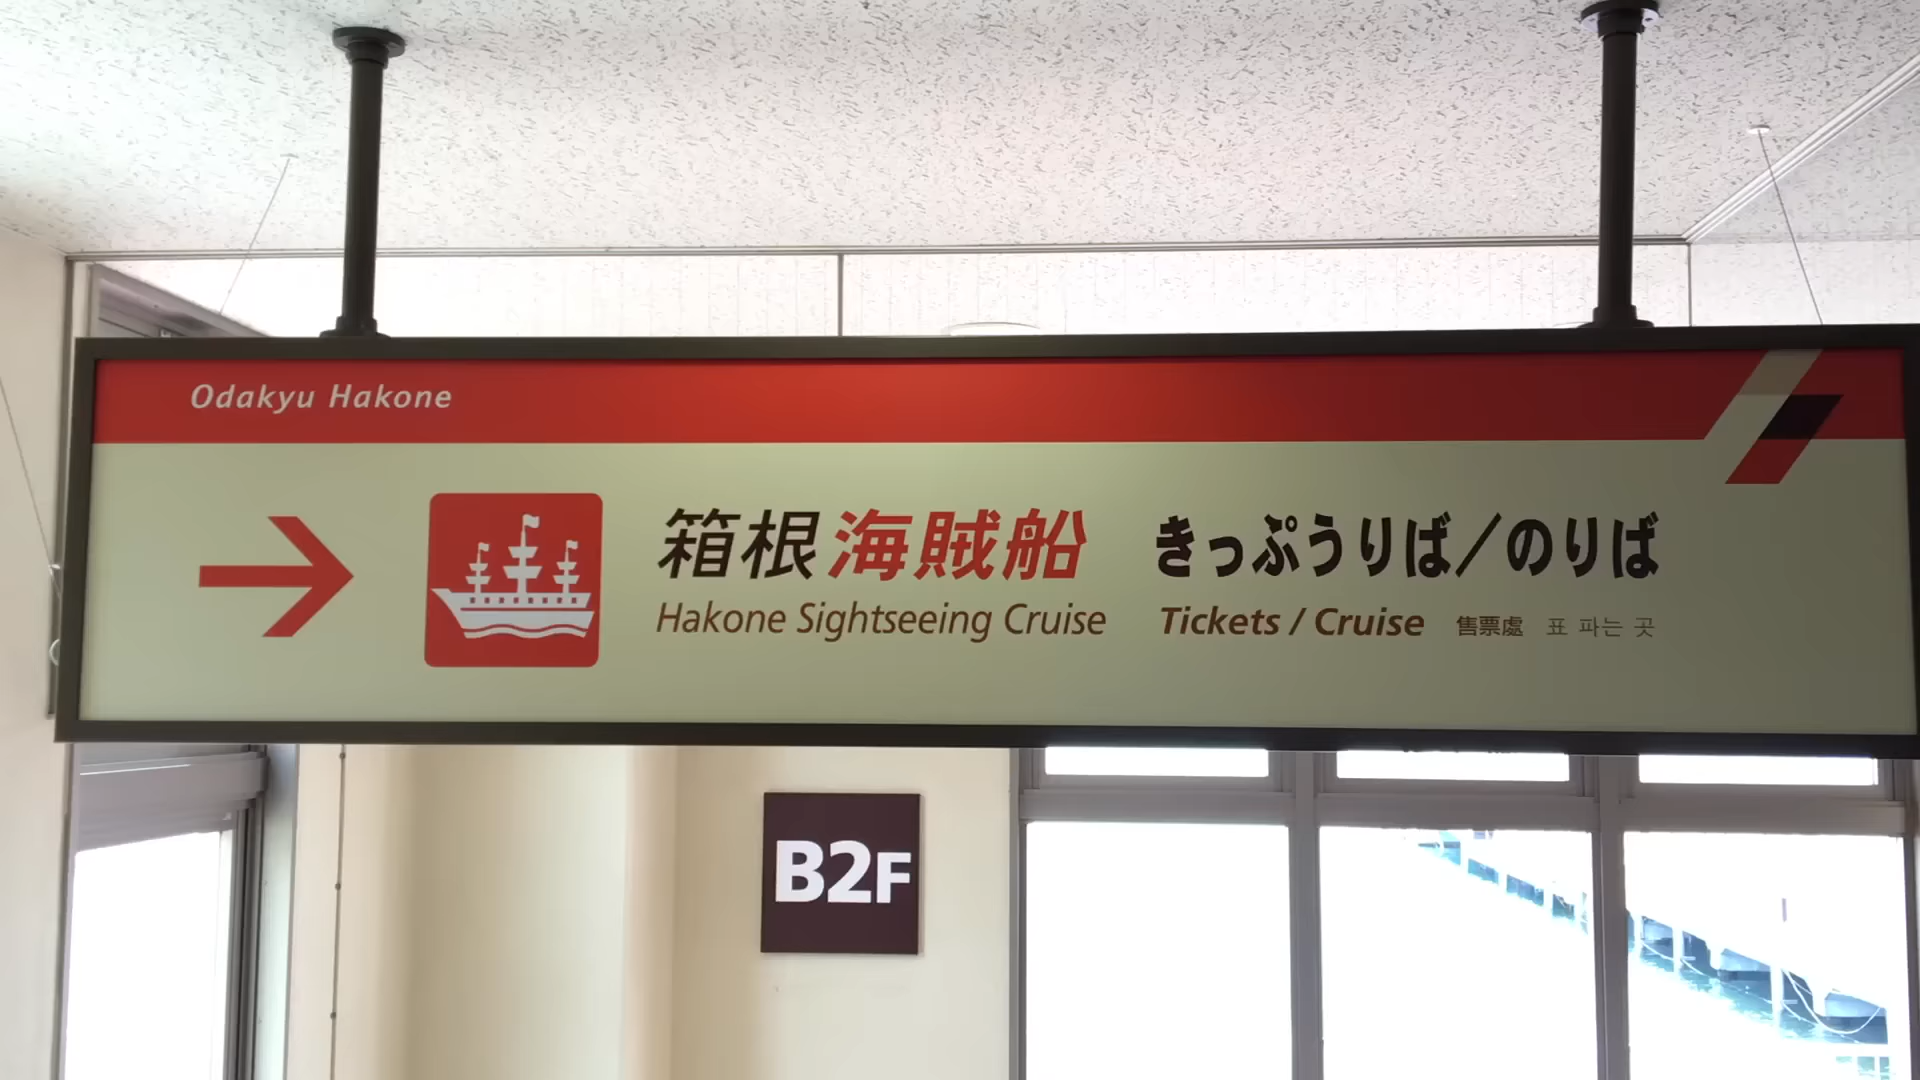 Odakyu Hakone
箱根海賊船 きっぷうりば/のりば
Hakone Sightseeing Cruise Tickets / Cruise 售票處 표 파는 곳
B2F